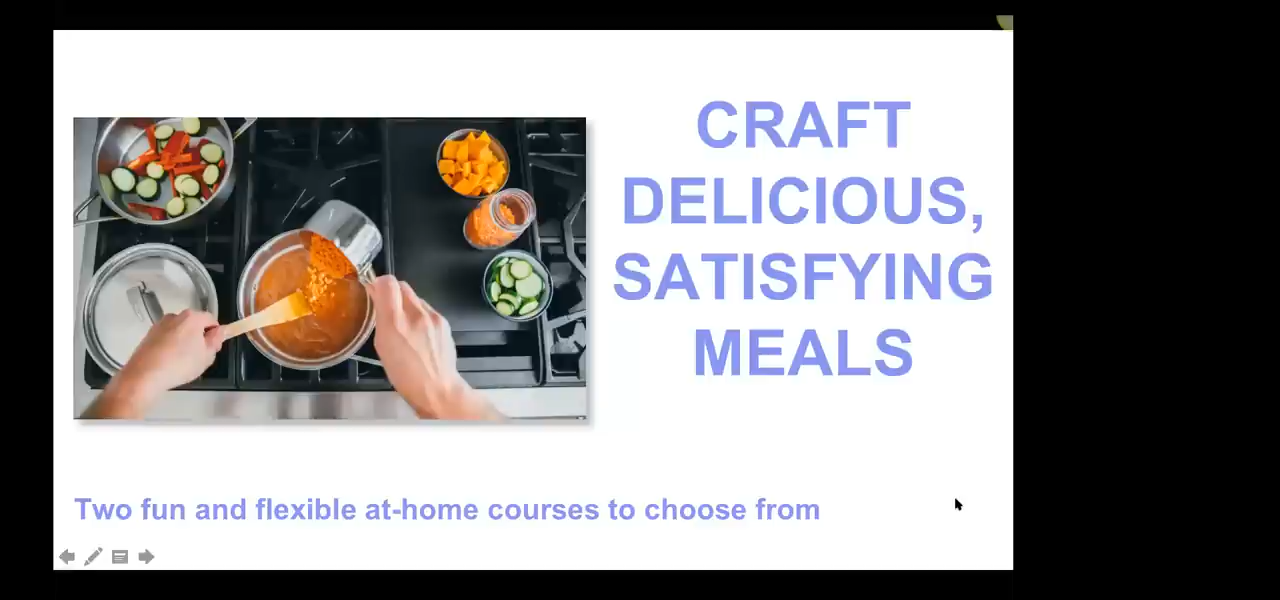 CRAFT
DELICIOUS,
SATISFYING
MEALS
Two fun and flexible at-home courses to choose from